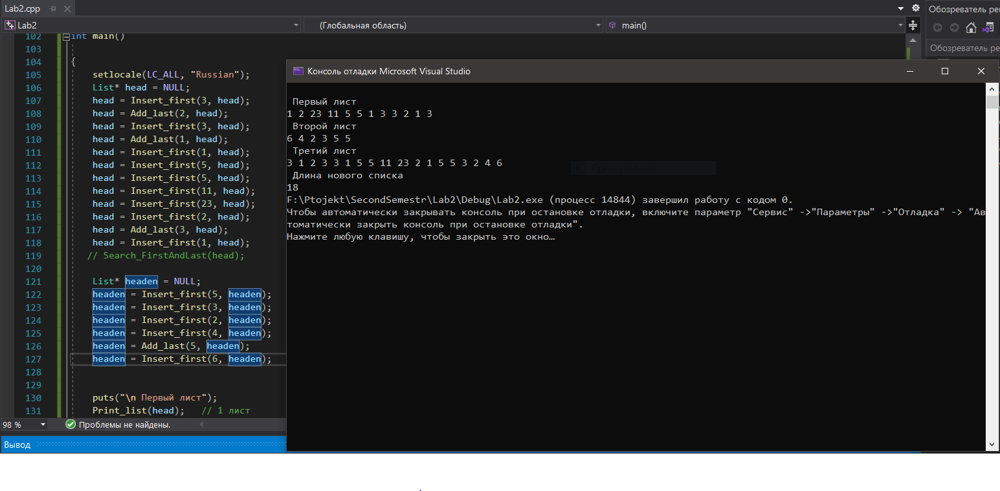 Lab2.cpp
Обозреватель ре
Lab2 (Глобальная область) main()
Обозреватель ре
102 int main()
103
104 {
105 setlocale(LC_ALL, "Russian");
106 List* head = NULL;
107 head = Insert_first(3, head);
108 head = Add_last(2, head);
109 head = Insert_first(3, head);
110 head = Add_last(1, head);
111 head = Insert_first(1, head);
112 head = Insert_first(5, head);
113 head = Insert_first(5, head);
114 head = Insert_first(11, head);
115 head = Insert_first(23, head);
116 head = Insert_first(2, head);
117 head = Add_last(3, head);
118 head = Insert_first(1, head);
119 // Search_FirstAndLast(head);
120
121 List* headen = NULL;
122 headen = Insert_first(5, headen);
123 headen = Insert_first(3, headen);
124 headen = Insert_first(2, headen);
125 headen = Insert_first(4, headen);
126 headen = Add_last(5, headen);
127 headen = Insert_first(6, headen);
128
129
130 puts("\n Первый лист");
131 Print_list(head); // 1 лист
98 % Проблемы не найдены.
Вывод
Консоль отладки Microsoft Visual Studio
Первый лист
1 2 23 11 5 5 1 3 3 2 1 3
Второй лист
6 4 2 3 5 5
Третий лист
3 1 2 3 3 1 5 5 11 23 2 1 5 5 3 2 4 6
Длина нового списка
18
F:\Ptojekt\SecondSemestr\Lab2\Debug\Lab2.exe (процесс 14844) завершил работу с кодом 0.
Чтобы автоматически закрывать консоль при остановке отладки, включите параметр "Сервис" ->"Параметры" ->"Отладка" -> "Ав
томатически закрыть консоль при остановке отладки".
Нажмите любую клавишу, чтобы закрыть это окно…